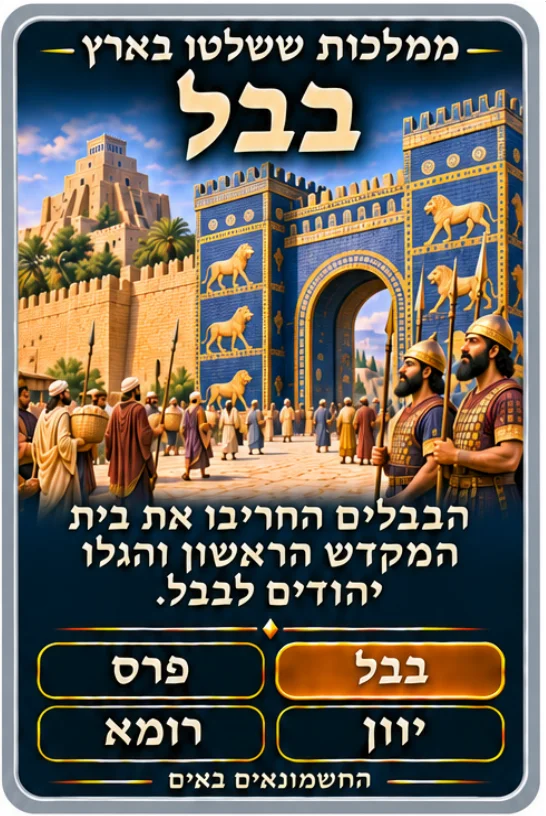 ממלכות ששלטו בארץ
בבל
הבבלים החריבו את בית
המקדש הראשון והגלו
יהודים לבבל.
בבל
פרס
יוון
רומא
החשמונאים באים